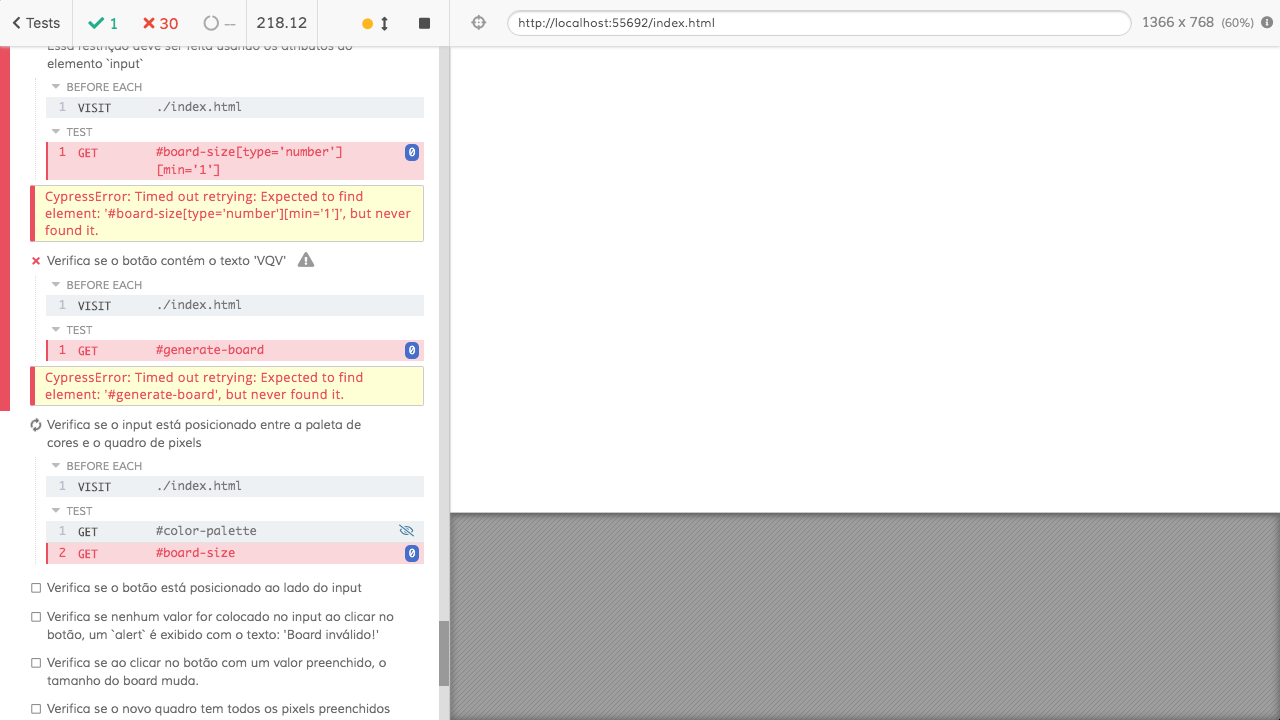 Tests 1 30 -- 218.12
http://localhost:55692/index.html 1366 x 768 (60%)
Essa restrição deve ser feita usando os atributos do
elemento `input`
BEFORE EACH
1 VISIT ./index.html
TEST
1 GET #board-size[type='number'] 0
[min='1']
CypressError: Timed out retrying: Expected to find
element: '#board-size[type='number'][min='1']', but never
found it.
Verifica se o botão contém o texto 'VQV'
BEFORE EACH
1 VISIT ./index.html
TEST
1 GET #generate-board 0
CypressError: Timed out retrying: Expected to find
element: '#generate-board', but never found it.
Verifica se o input está posicionado entre a paleta de
cores e o quadro de pixels
BEFORE EACH
1 VISIT ./index.html
TEST
1 GET #color-palette
2 GET #board-size 0
Verifica se o botão está posicionado ao lado do input
Verifica se nenhum valor for colocado no input ao clicar no
botão, um `alert` é exibido com o texto: 'Board inválido!'
Verifica se ao clicar no botão com um valor preenchido, o
tamanho do board muda.
Verifica se o novo quadro tem todos os pixels preenchidos